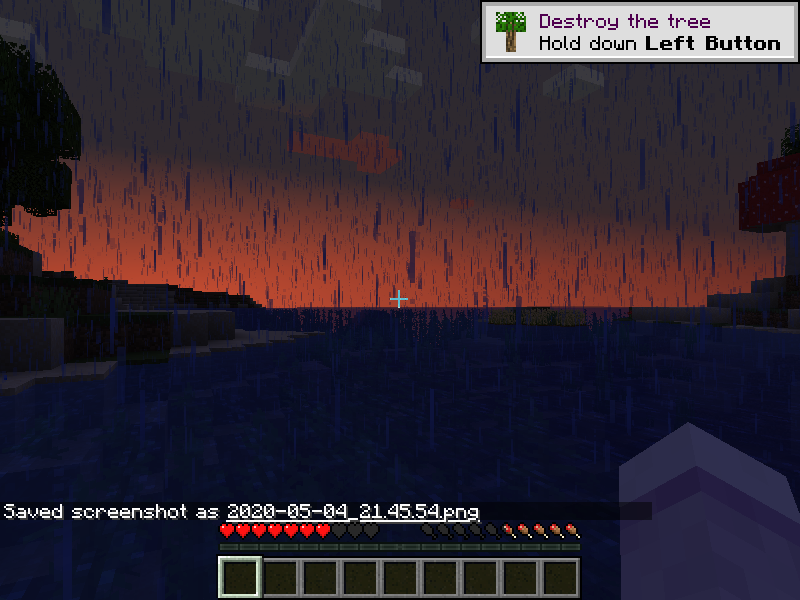 Destroy the tree
Hold down Left Button
Saved screenshot as 2020-05-04_21.45.54.png